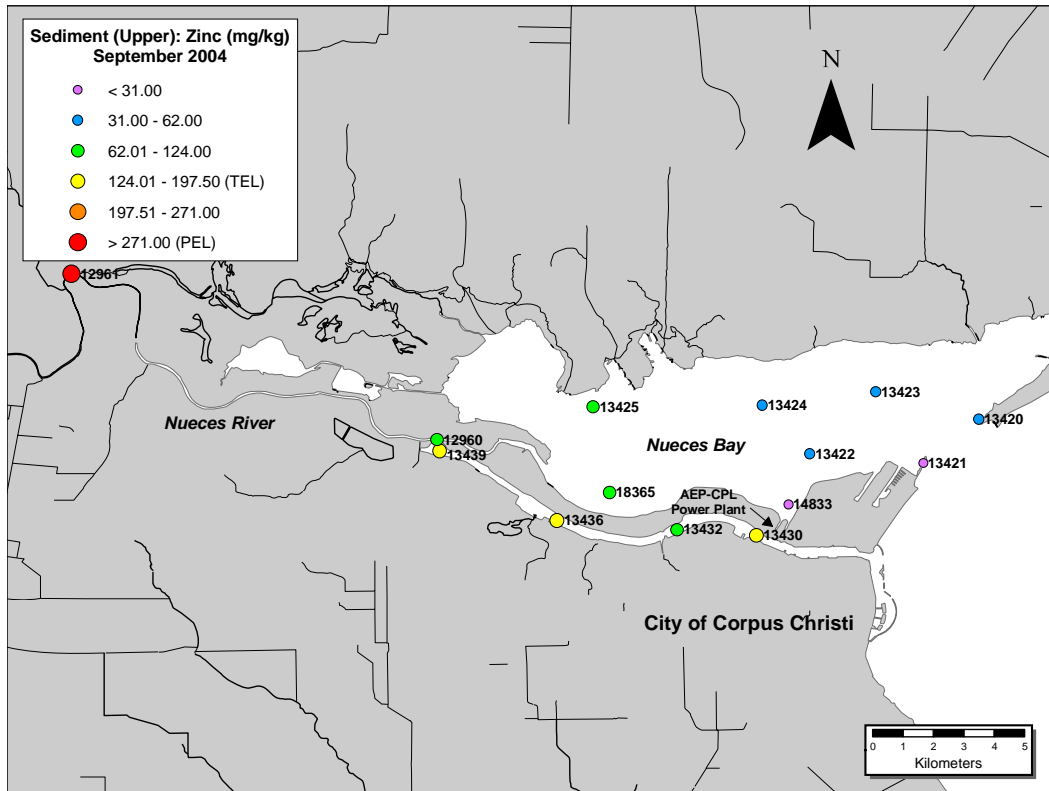 Sediment (Upper): Zinc (mg/kg)
September 2004
< 31.00
31.00 - 62.00
62.01 - 124.00
124.01 - 197.50 (TEL)
197.51 - 271.00
> 271.00 (PEL)
N
12961
13423
13424
13425
13420
Nueces River
12960
Nueces Bay
13439
13422
13421
18365
AEP-CPL
Power Plant
14833
13436
13432
13430
City of Corpus Christi
0 1 2 3 4 5
Kilometers